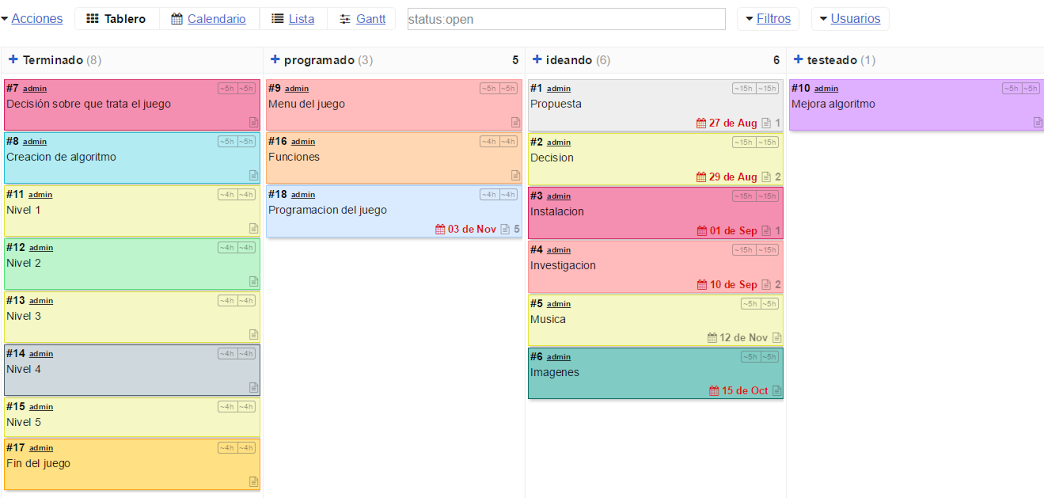 Acciones Tablero Calendario Lista Gantt status:open Filtros Usuarios
+ Terminado (8)
#7 admin ~5h ~5h
Decisión sobre que trata el juego
#8 admin ~5h ~5h
Creacion de algoritmo
#11 admin ~4h ~4h
Nivel 1
#12 admin ~4h ~4h
Nivel 2
#13 admin ~4h ~4h
Nivel 3
#14 admin ~4h ~4h
Nivel 4
#15 admin ~4h ~4h
Nivel 5
#17 admin ~4h ~4h
Fin del juego
+ programado (3) 5
#9 admin ~5h ~5h
Menu del juego
#16 admin ~4h ~4h
Funciones
#18 admin ~4h ~4h
Programacion del juego
03 de Nov 5
+ ideando (6) 6
#1 admin ~15h ~15h
Propuesta
27 de Aug 1
#2 admin ~15h ~15h
Decision
29 de Aug 2
#3 admin ~15h ~15h
Instalacion
01 de Sep 1
#4 admin ~15h ~15h
Investigacion
10 de Sep 2
#5 admin ~5h ~5h
Musica
12 de Nov
#6 admin ~5h ~5h
Imagenes
15 de Oct
+ testeado (1)
#10 admin ~5h ~5h
Mejora algoritmo